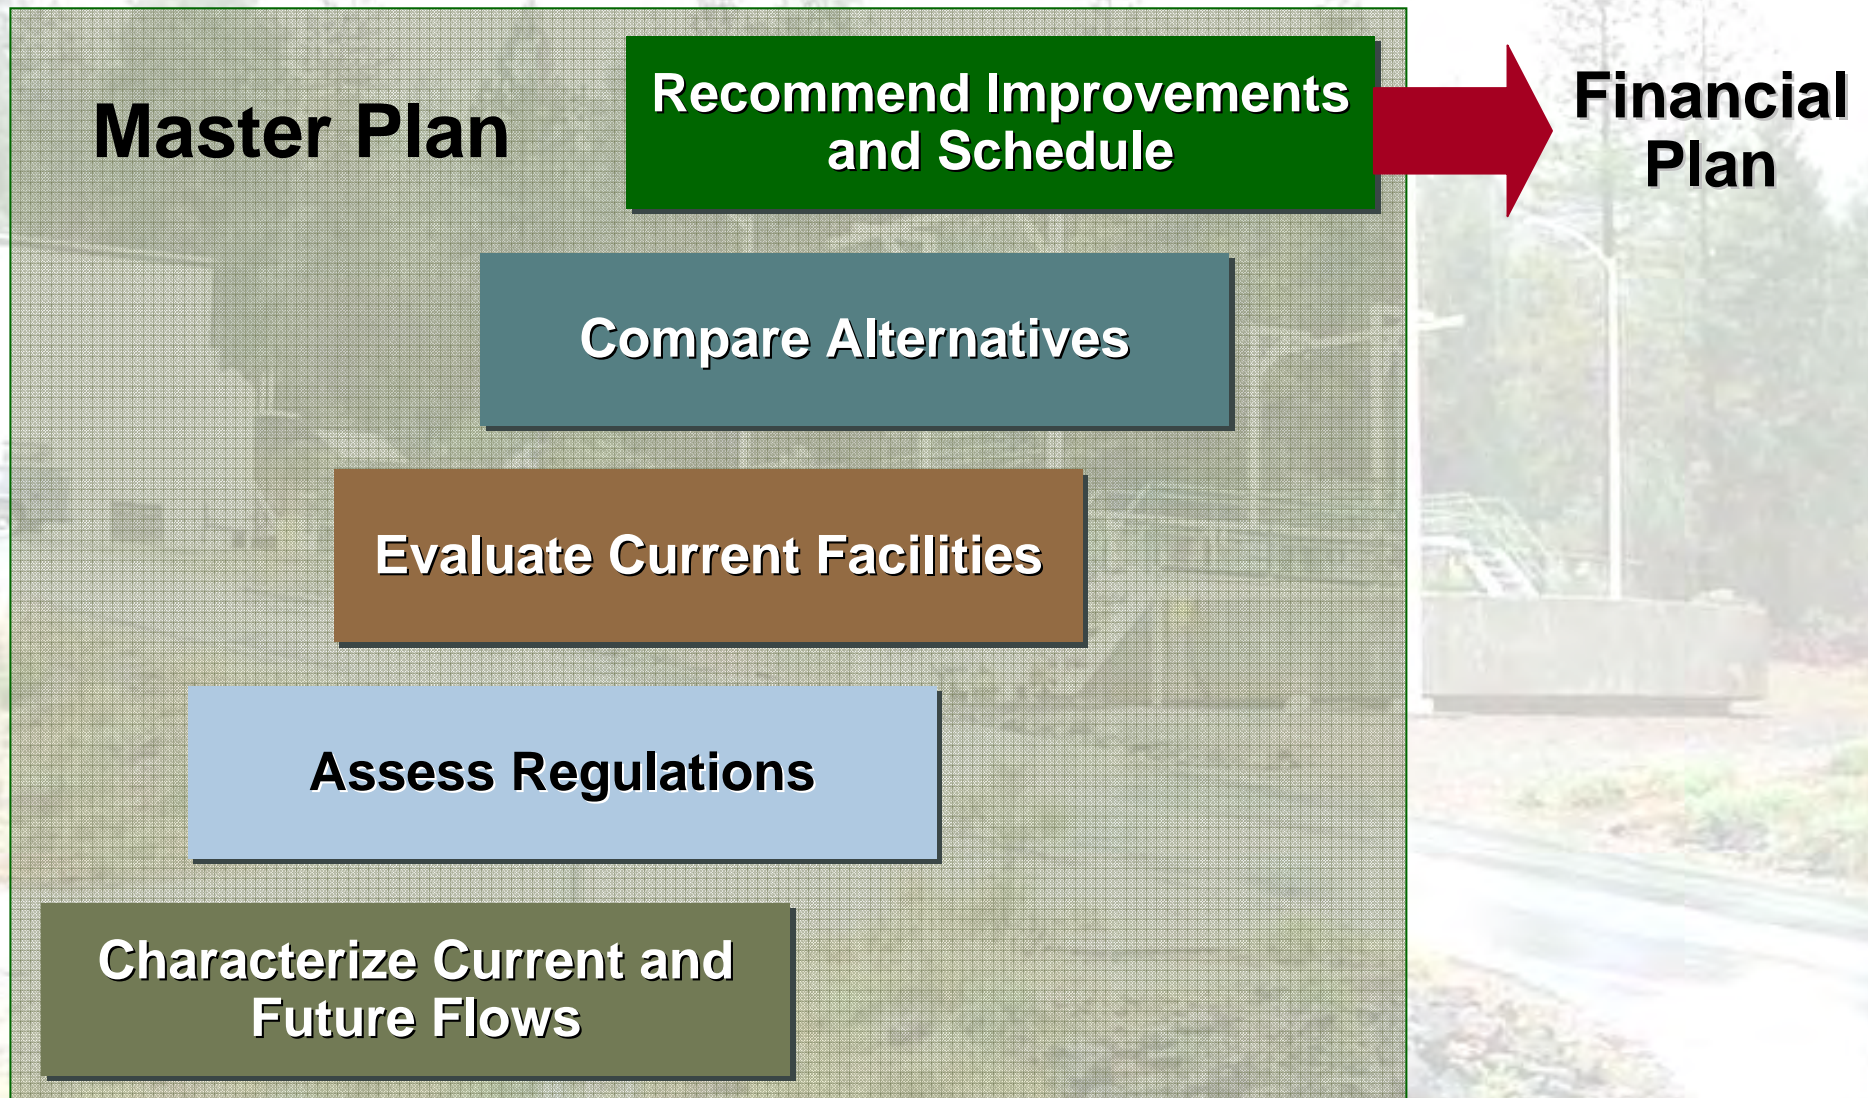 Master Plan
Recommend Improvements
and Schedule
Financial
Plan
Compare Alternatives
Evaluate Current Facilities
Assess Regulations
Characterize Current and
Future Flows